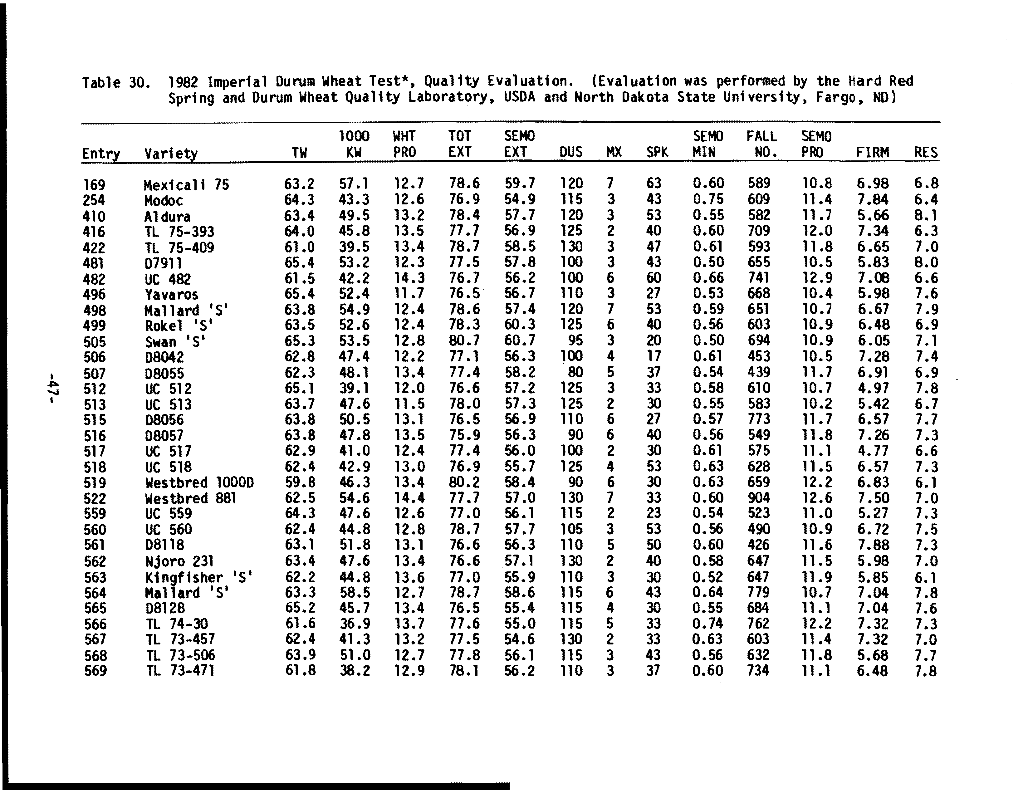 Table 30. 1982 Imperial Durum Wheat Test*, Quality Evaluation. (Evaluation was performed by the Hard Red
Spring and Durum Wheat Quality Laboratory, USDA and North Dakota State University, Fargo, ND)
1000 WHT TOT SEMO SEMO FALL SEMO
Entry Variety TW KW PRO EXT EXT DUS MX SPK MIN NO. PRO FIRM RES
169 Mexicali 75 63.2 57.1 12.7 78.6 59.7 120 7 63 0.60 589 10.8 6.98 6.8
254 Modoc 64.3 43.3 12.6 76.9 54.9 115 3 43 0.75 609 11.4 7.84 6.4
410 Aldura 63.4 49.5 13.2 78.4 57.7 120 3 53 0.55 582 11.7 5.66 8.1
416 TL 75-393 64.0 45.8 13.5 77.7 56.9 125 2 40 0.60 709 12.0 7.34 6.3
422 TL 75-409 61.0 39.5 13.4 78.7 58.5 130 3 47 0.61 593 11.8 6.65 7.0
481 D7911 65.4 53.2 12.3 77.5 57.8 100 3 43 0.50 655 10.5 5.83 8.0
482 UC 482 61.5 42.2 14.3 76.7 56.2 100 6 60 0.66 741 12.9 7.08 6.6
496 Yavaros 65.4 52.4 11.7 76.5 56.7 110 3 27 0.53 668 10.4 5.98 7.6
498 Mallard 'S' 63.8 54.9 12.4 78.6 57.4 120 7 53 0.59 651 10.7 6.67 7.9
499 Rokel 'S' 63.5 52.6 12.4 78.3 60.3 125 6 40 0.56 603 10.9 6.48 6.9
505 Swan 'S' 65.3 53.5 12.8 80.7 60.7 95 3 20 0.50 694 10.9 6.05 7.1
506 D8042 62.8 47.4 12.2 77.1 56.3 100 4 17 0.61 453 10.5 7.28 7.4
507 D8055 62.3 48.1 13.4 77.4 58.2 80 5 37 0.54 439 11.7 6.91 6.9
512 UC 512 65.1 39.1 12.0 76.6 57.2 125 3 33 0.58 610 10.7 4.97 7.8
513 UC 513 63.7 47.6 11.5 78.0 57.3 125 2 30 0.55 583 10.2 5.42 6.7
515 D8056 63.8 50.5 13.1 76.5 56.9 110 6 27 0.57 773 11.7 6.57 7.7
516 D8057 63.8 47.8 13.5 75.9 56.3 90 6 40 0.56 549 11.8 7.26 7.3
517 UC 517 62.9 41.0 12.4 77.4 56.0 100 2 30 0.61 575 11.1 4.77 6.6
518 UC 518 62.4 42.9 13.0 76.9 55.7 125 4 53 0.63 628 11.5 6.57 7.3
519 Westbred 1000D 59.8 46.3 13.4 80.2 58.4 90 6 30 0.63 659 12.2 6.83 6.1
522 Westbred 881 62.5 54.6 14.4 77.7 57.0 130 7 33 0.60 904 12.6 7.50 7.0
559 UC 559 64.3 47.6 12.6 77.0 56.1 115 2 23 0.54 523 11.0 5.27 7.3
560 UC 560 62.4 44.8 12.8 78.7 57.7 105 3 53 0.56 490 10.9 6.72 7.5
561 D8118 63.1 51.8 13.1 76.6 56.3 110 5 50 0.60 426 11.6 7.88 7.3
562 Njoro 231 63.4 47.6 13.4 76.6 57.1 130 2 40 0.58 647 11.5 5.98 7.0
563 Kingfisher 'S' 62.2 44.8 13.6 77.0 55.9 110 3 30 0.52 647 11.9 5.85 6.1
564 Mallard 'S' 63.3 58.5 12.7 78.7 58.6 115 6 43 0.64 779 10.7 7.04 7.8
565 D8128 65.2 45.7 13.4 76.5 55.4 115 4 30 0.55 684 11.1 7.04 7.6
566 TL 74-30 61.6 36.9 13.7 77.6 55.0 115 5 33 0.74 762 12.2 7.32 7.3
567 TL 73-457 62.4 41.3 13.2 77.5 54.6 130 2 33 0.63 603 11.4 7.32 7.0
568 TL 73-506 63.9 51.0 12.7 77.8 56.1 115 3 43 0.56 632 11.8 5.68 7.7
569 TL 73-471 61.8 38.2 12.9 78.1 56.2 110 3 37 0.60 734 11.1 6.48 7.8
-47-